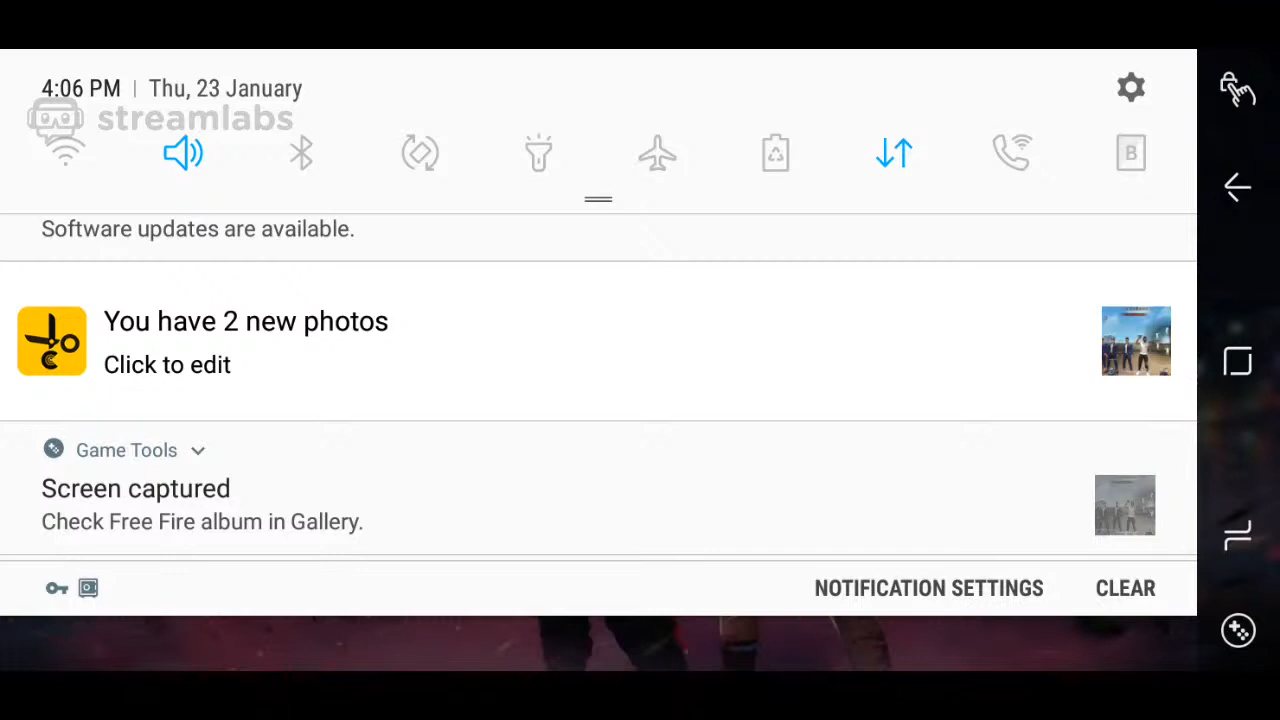 4:06 PM | Thu, 23 January
streamlabs
B
Software updates are available.
You have 2 new photos
Click to edit
Game Tools
Screen captured
Check Free Fire album in Gallery.
NOTIFICATION SETTINGS CLEAR